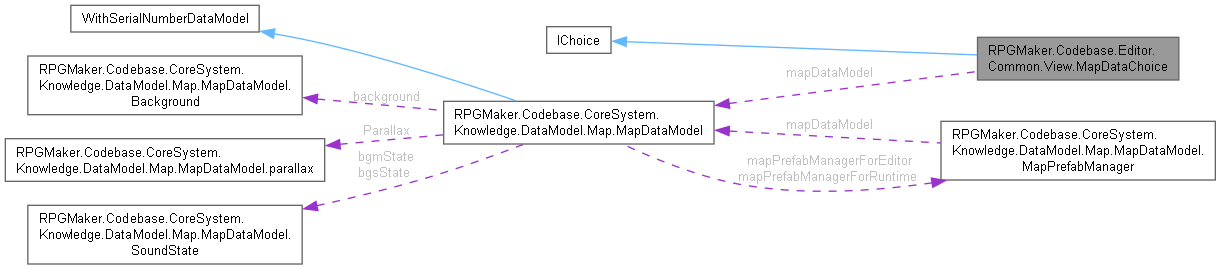 WithSerialNumberDataModel
IChoice
RPGMaker.Codebase.Editor.
Common.View.MapDataChoice
RPGMaker.Codebase.CoreSystem.
Knowledge.DataModel.Map.MapDataModel.
Background
mapDataModel
background
RPGMaker.Codebase.CoreSystem.
Knowledge.DataModel.Map.MapDataModel
mapDataModel
RPGMaker.Codebase.CoreSystem.
Knowledge.DataModel.Map.MapDataModel.
MapPrefabManager
Parallax
RPGMaker.Codebase.CoreSystem.
Knowledge.DataModel.Map.MapDataModel.parallax
bgmState
bgsState
mapPrefabManagerForEditor
mapPrefabManagerForRuntime
RPGMaker.Codebase.CoreSystem.
Knowledge.DataModel.Map.MapDataModel.
SoundState